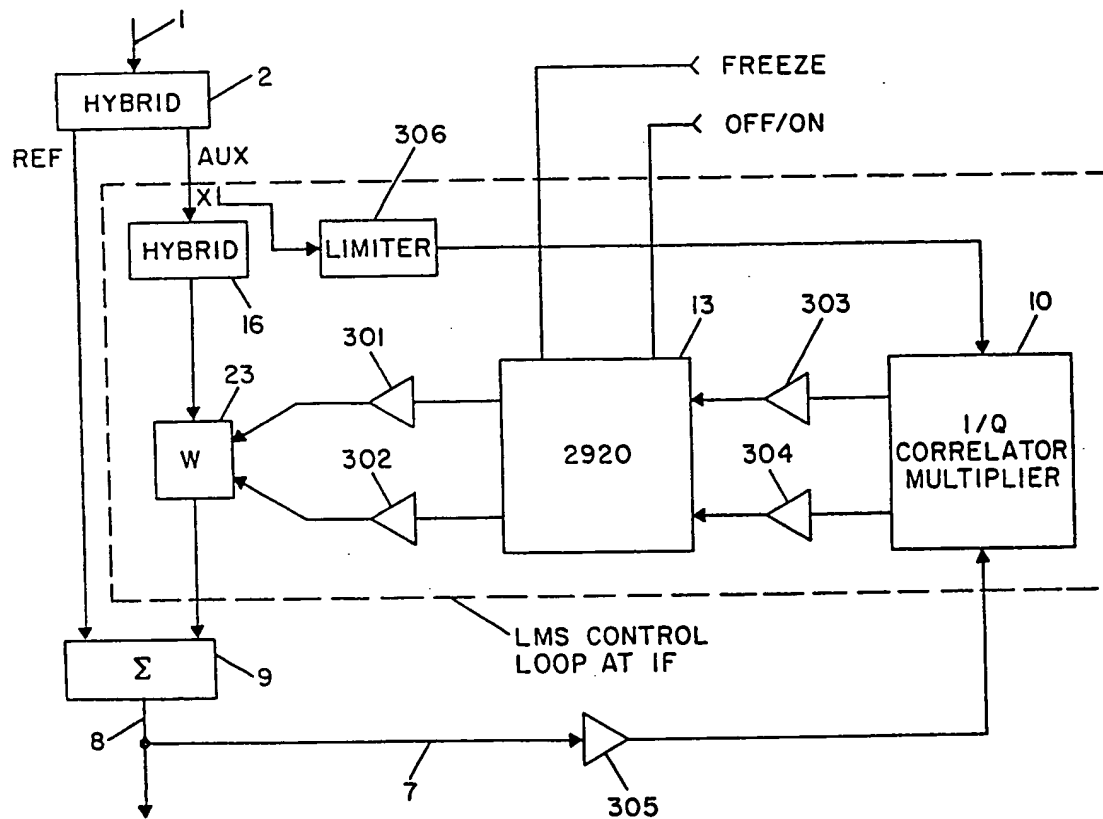 1
2
HYBRID
REF
AUX
X
HYBRID
16
306
LIMITER
FREEZE
OFF/ON
13
303
10
301
23
W
302
2920
304
I/Q
CORRELATOR
MULTIPLIER
LMS CONTROL
LOOP AT IF
Σ
9
8
7
305